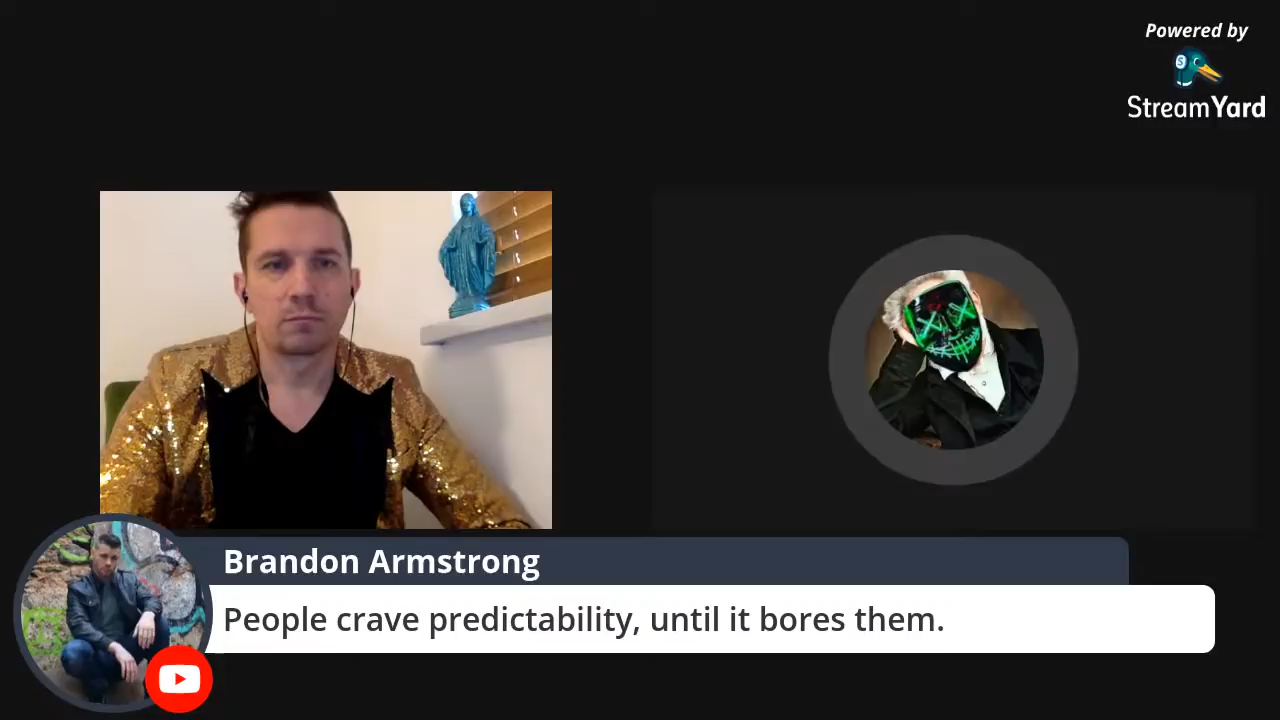 Powered by
StreamYard
Brandon Armstrong
People crave predictability, until it bores them.